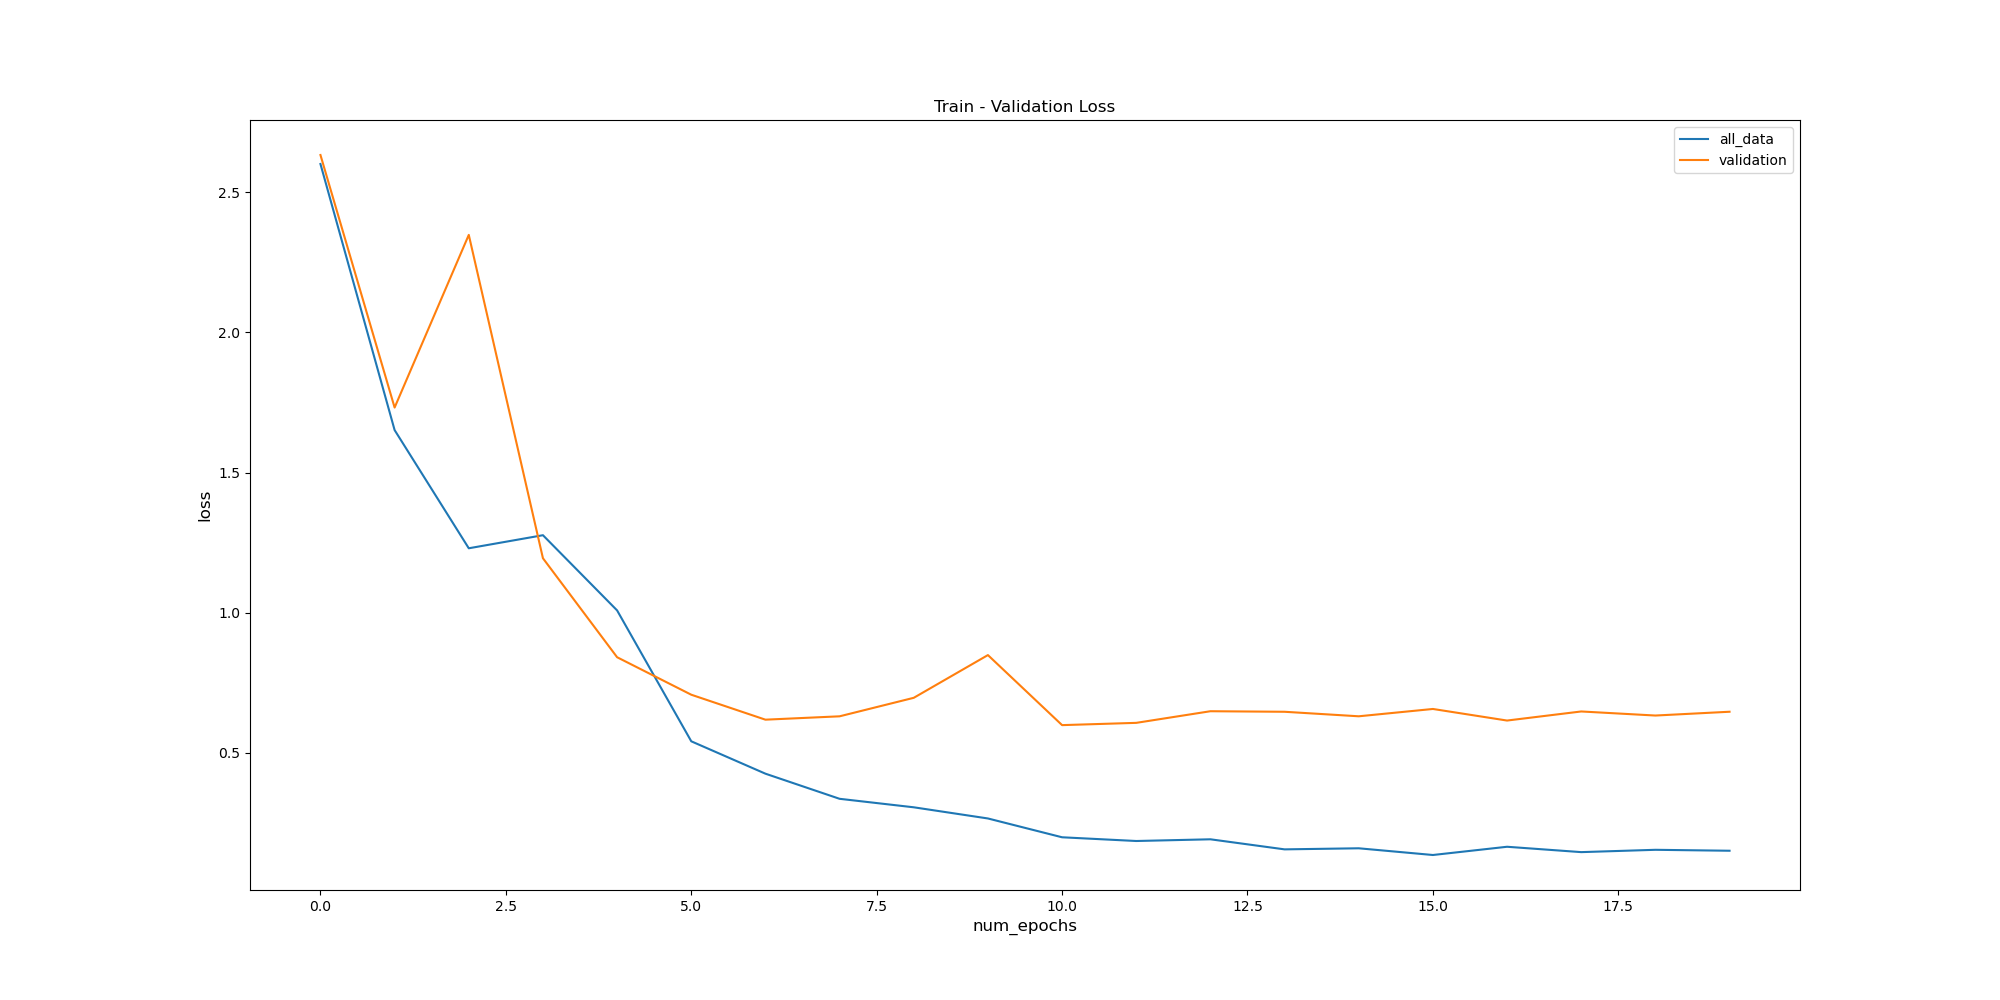 Train - Validation Loss
all_data
validation
2.5
2.0
1.5
1.0
0.5
loss
0.0 2.5 5.0 7.5 10.0 12.5 15.0 17.5
num_epochs